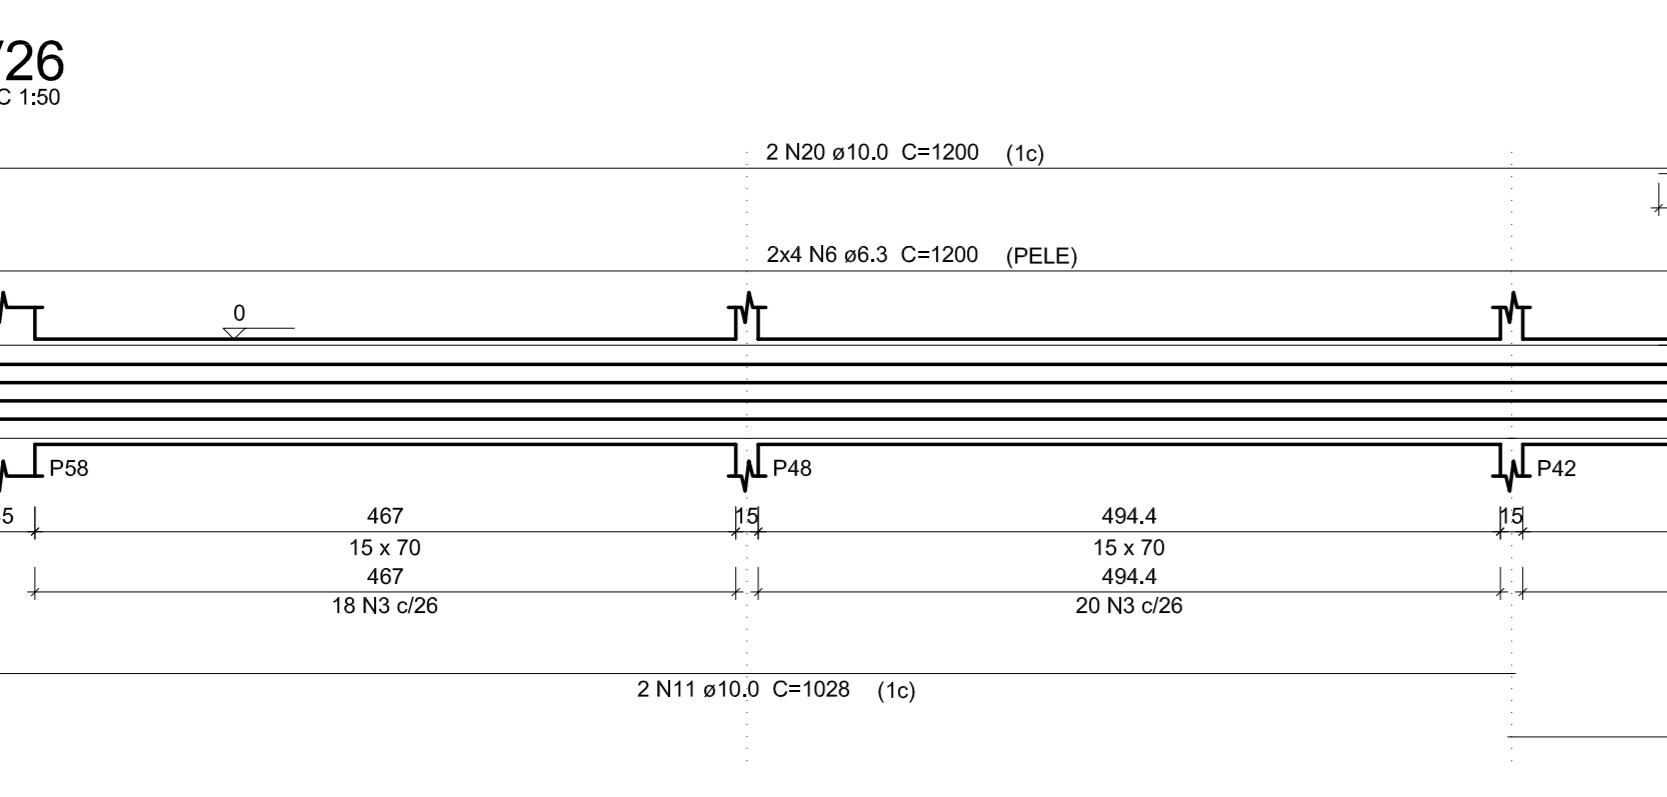 /26
C 1:50
2 N20 ø10.0 C=1200 (1c)
2x4 N6 ø6.3 C=1200 (PELE)
0
P58 P48 P42
5 467 15 494.4 15
15 x 70 15 x 70
467 494.4
18 N3 c/26 20 N3 c/26
2 N11 ø10.0 C=1028 (1c)